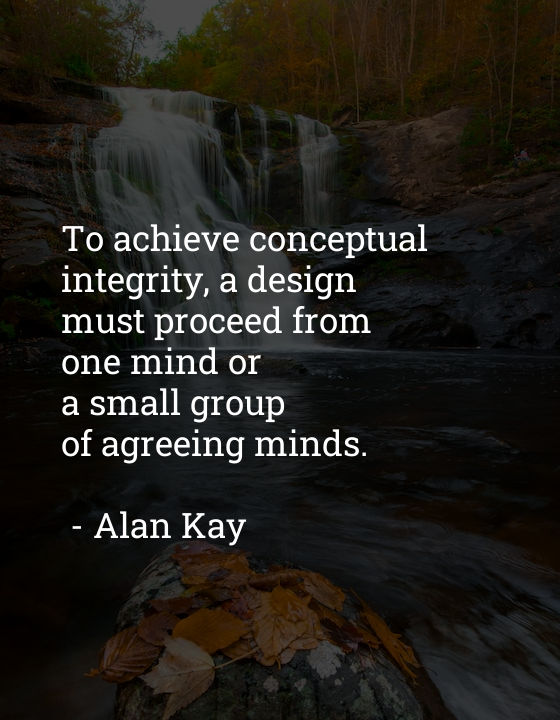 To achieve conceptual
integrity, a design
must proceed from
one mind or
a small group
of agreeing minds.
- Alan Kay